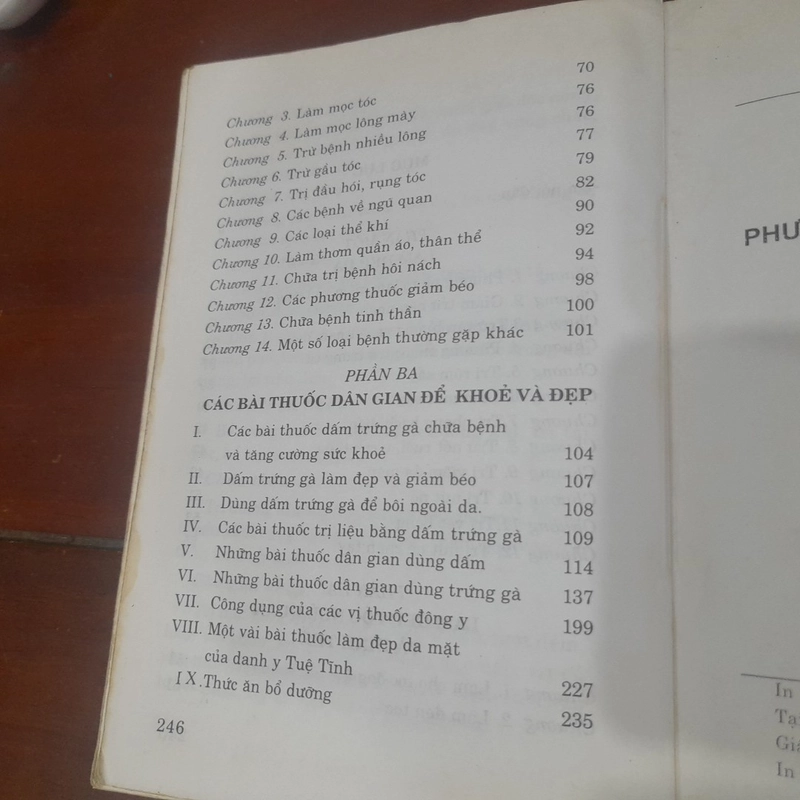 Chương 3. Làm mọc tóc 70
Chương 4. Làm mọc lông mày 76
Chương 5. Trừ bệnh nhiều lông 76
Chương 6. Trừ gầu tóc 77
Chương 7. Trị đầu hói, rụng tóc 79
Chương 8. Các bệnh về ngũ quan 82
Chương 9. Các loại thể khí 90
Chương 10. Làm thơm quần áo, thân thể 92
Chương 11. Chữa trị bệnh hôi nách 94
Chương 12. Các phương thuốc giảm béo 98
Chương 13. Chữa bệnh tinh thần 100
Chương 14. Một số loại bệnh thường gặp khác 101
PHẦN BA
CÁC BÀI THUỐC DÂN GIAN ĐỂ KHOẺ VÀ ĐẸP
I. Các bài thuốc dấm trứng gà chữa bệnh
và tăng cường sức khoẻ 104
II. Dấm trứng gà làm đẹp và giảm béo 107
III. Dùng dấm trứng gà để bôi ngoài da. 108
IV. Các bài thuốc trị liệu bằng dấm trứng gà 109
V. Những bài thuốc dân gian dùng dấm 114
VI. Những bài thuốc dân gian dùng trứng gà 137
VII. Công dụng của các vị thuốc đông y 199
VIII. Một vài bài thuốc làm đẹp da mặt
của danh y Tuệ Tĩnh 227
IX. Thức ăn bổ dưỡng 235
246
PHƯ
In
Tạ
Giấ
In